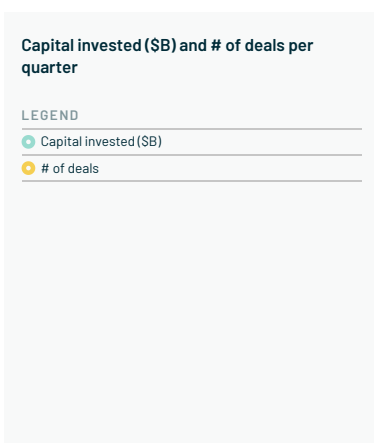 Capital invested ($B) and # of deals per
quarter
LEGEND
Capital invested ($B)
# of deals